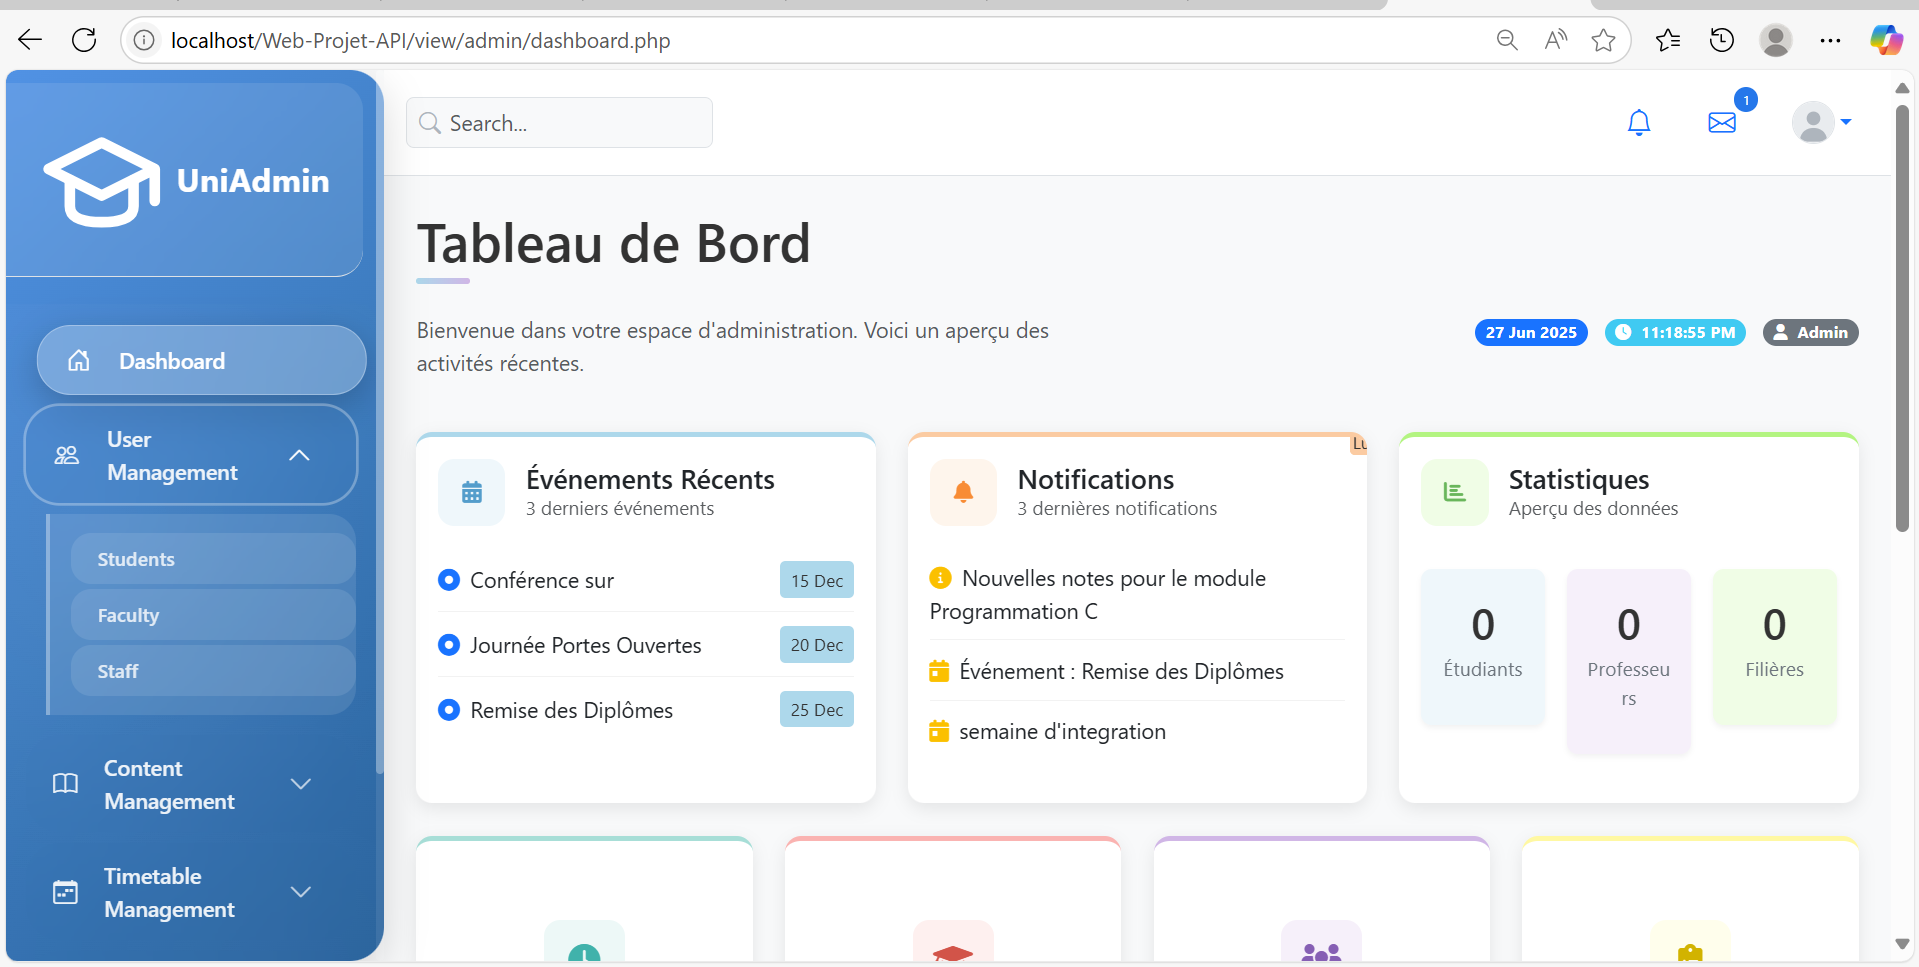 localhost/Web-Projet-API/view/admin/dashboard.php
UniAdmin
Search...
1
Dashboard
User
Management
Students
Faculty
Staff
Content
Management
Timetable
Management
Tableau de Bord
Bienvenue dans votre espace d'administration. Voici un aperçu des
activités récentes.
27 Jun 2025
11:18:55 PM
Admin
Événements Récents
3 derniers événements
Conférence sur
15 Dec
Journée Portes Ouvertes
20 Dec
Remise des Diplômes
25 Dec
Notifications
3 dernières notifications
Nouvelles notes pour le module
Programmation C
Événement : Remise des Diplômes
semaine d'integration
Statistiques
Aperçu des données
0
Étudiants
0
Professeu
rs
0
Filières